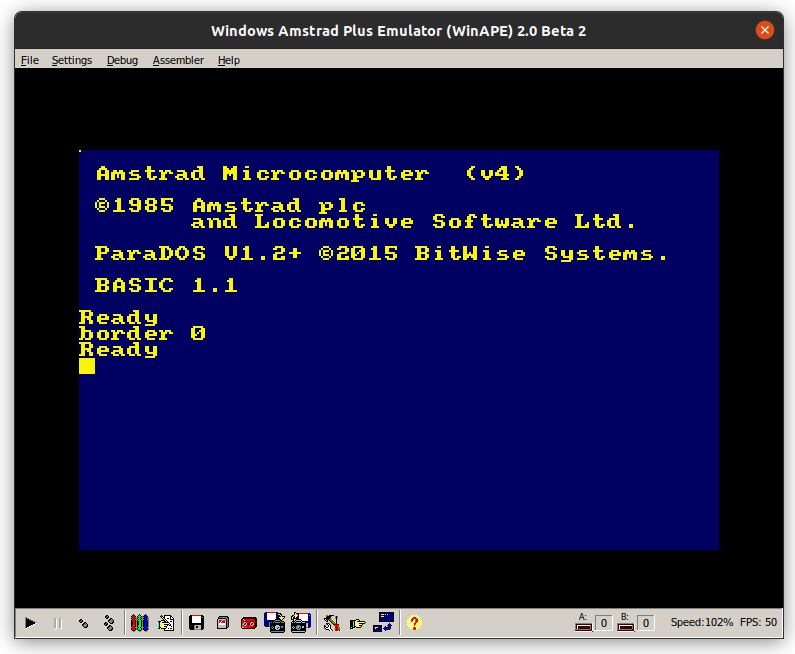 Windows Amstrad Plus Emulator (WinAPE) 2.0 Beta 2
File Settings Debug Assembler Help
Amstrad Microcomputer (v4)
©1985 Amstrad plc
and Locomotive Software Ltd.
ParaDOS V1.2+ ©2015 BitWise Systems.
BASIC 1.1
Ready
border 0
Ready
A: 0 B: 0 Speed:102% FPS: 50